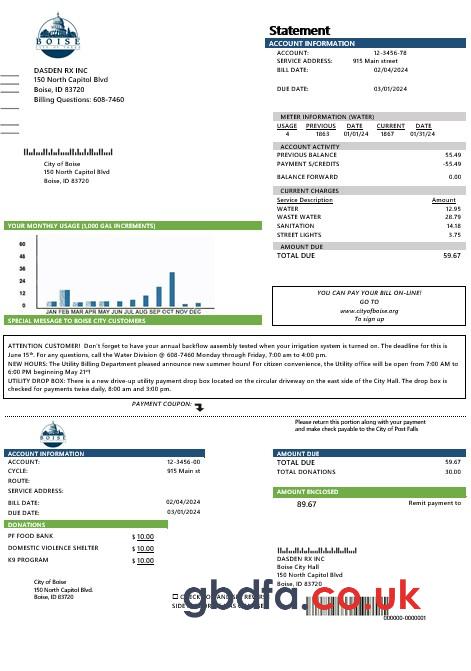 BOISE
Statement
ACCOUNT INFORMATION
ACCOUNT: 12-3456-78
SERVICE ADDRESS: 915 Main street
BILL DATE: 02/04/2024
DUE DATE: 03/01/2024
DASDEN RX INC
150 North Capitol Blvd
Boise, ID 83720
Billing Questions: 608-7460
METER INFORMATION (WATER)
USAGE PREVIOUS DATE CURRENT DATE
4 1863 01/01/24 1867 01/31/24
City of Boise
150 North Capitol Blvd
Boise, ID 83720
ACCOUNT ACTIVITY
PREVIOUS BALANCE 55.49
PAYMENT S/CREDITS -55.49
BALANCE FORWARD 0.00
CURRENT CHARGES
Service Description Amount
WATER 12.95
WASTE WATER 28.79
SANITATION 14.18
STREET LIGHTS 3.75
AMOUNT DUE
TOTAL DUE 59.67
YOUR MONTHLY USAGE (1,000 GAL INCREMENTS)
60
48
36
24
12
0
JAN FEB MAR APR MAY JUN JUL AUG SEP OCT NOV DEC
YOU CAN PAY YOUR BILL ON-LINE!
GO TO
www.cityofboise.org
To sign up
SPECIAL MESSAGE TO BOISE CITY CUSTOMERS
ATTENTION CUSTOMER! Don't forget to have your annual backflow assembly tested when your irrigation system is turned on. The deadline for this is
June 15th. For any questions, call the Water Division @ 608-7460 Monday through Friday, 7:00 am to 4:00 pm.
NEW HOURS: The Utility Billing Department pleased announce new summer hours! For citizen convenience, the Utility office will be open from 7:00 AM to
6:00 PM beginning May 21st!
UTILITY DROP BOX: There is a new drive-up utility payment drop box located on the circular driveway on the east side of the City Hall. The drop box is
checked for payments twice daily, 8:00 am and 3:00 pm.
PAYMENT COUPON:
BOISE
Please return this portion along with your payment
and make check payable to the City of Post Falls
ACCOUNT INFORMATION
ACCOUNT: 12-3456-00
CYCLE: 915 Main st
ROUTE:
SERVICE ADDRESS:
BILL DATE: 02/04/2024
DUE DATE: 03/01/2024
AMOUNT DUE
TOTAL DUE 59.67
TOTAL DONATIONS 30.00
AMOUNT ENCLOSED
89.67 Remit payment to
DONATIONS
PF FOOD BANK $ 10.00
DOMESTIC VIOLENCE SHELTER $ 10.00
K9 PROGRAM $ 10.00
DASDEN RX INC
Boise City Hall
150 North Capitol Blvd
Boise, ID 83720
City of Boise
150 North Capitol Blvd.
Boise, ID 83720
gbdfa.co.uk
000000-0000001